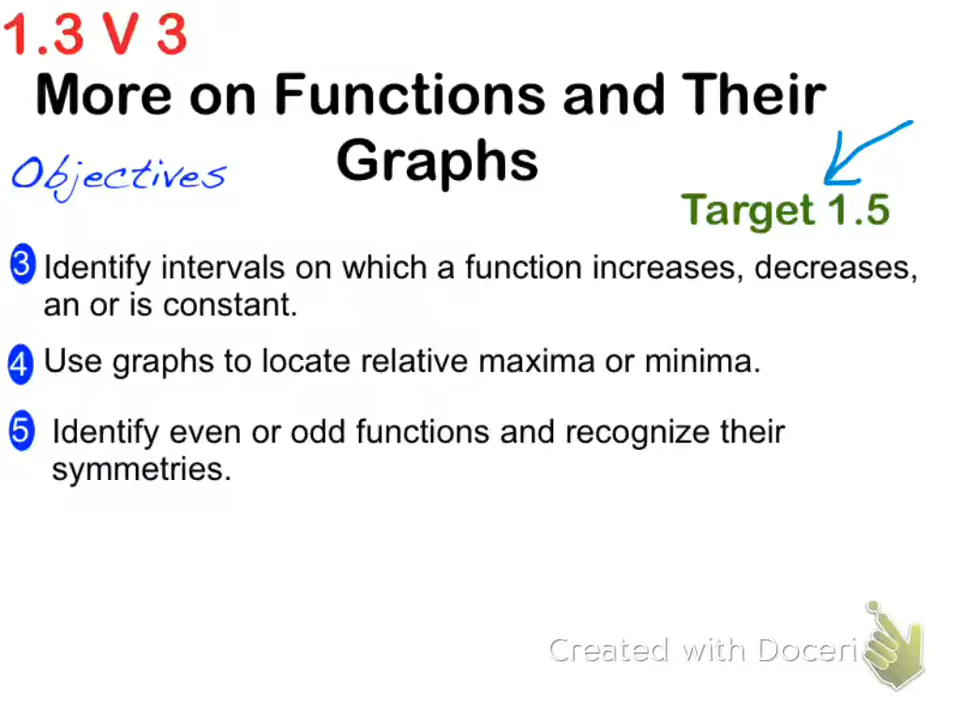 1.3 V 3
More on Functions and Their
Graphs
Objectives
Target 1.5
3 Identify intervals on which a function increases, decreases,
an or is constant.
4 Use graphs to locate relative maxima or minima.
5 Identify even or odd functions and recognize their
symmetries.
Created with Doceri